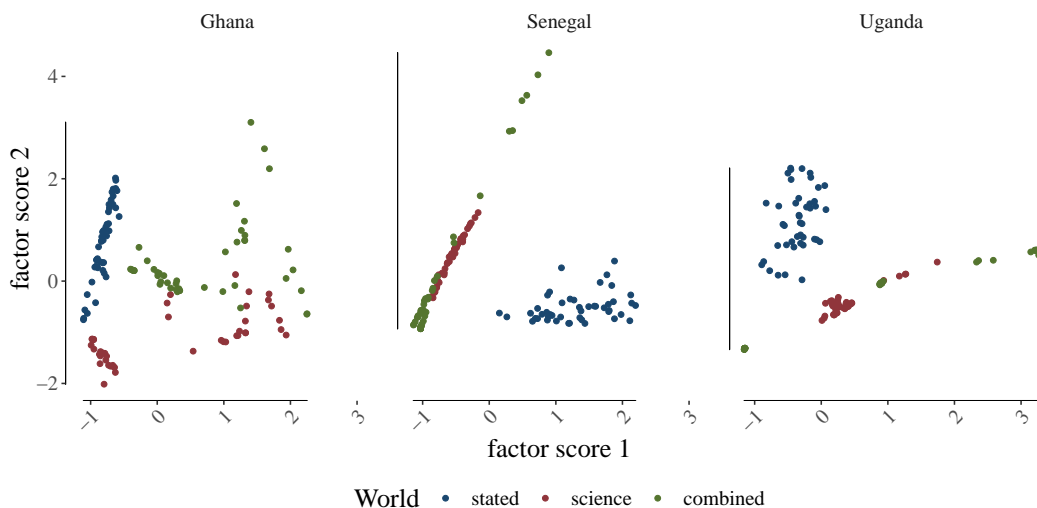 Ghana Senegal Uganda
4
2
0
−2
factor score 2
−1 0 1 2 3 −1 0 1 2 3 −1 0 1 2 3
factor score 1
World stated science combined